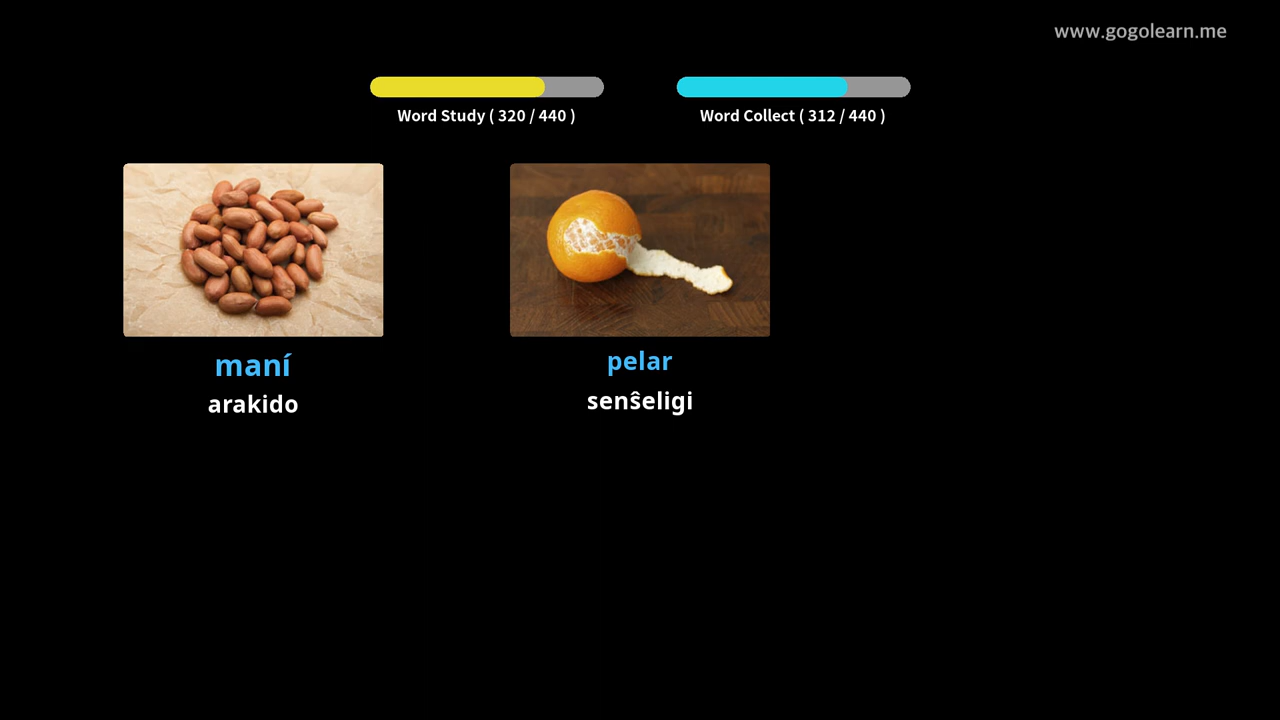 www.gogolearn.me
Word Study ( 320 / 440 )
Word Collect ( 312 / 440 )
maní
arakido
pelar
senŝeligi